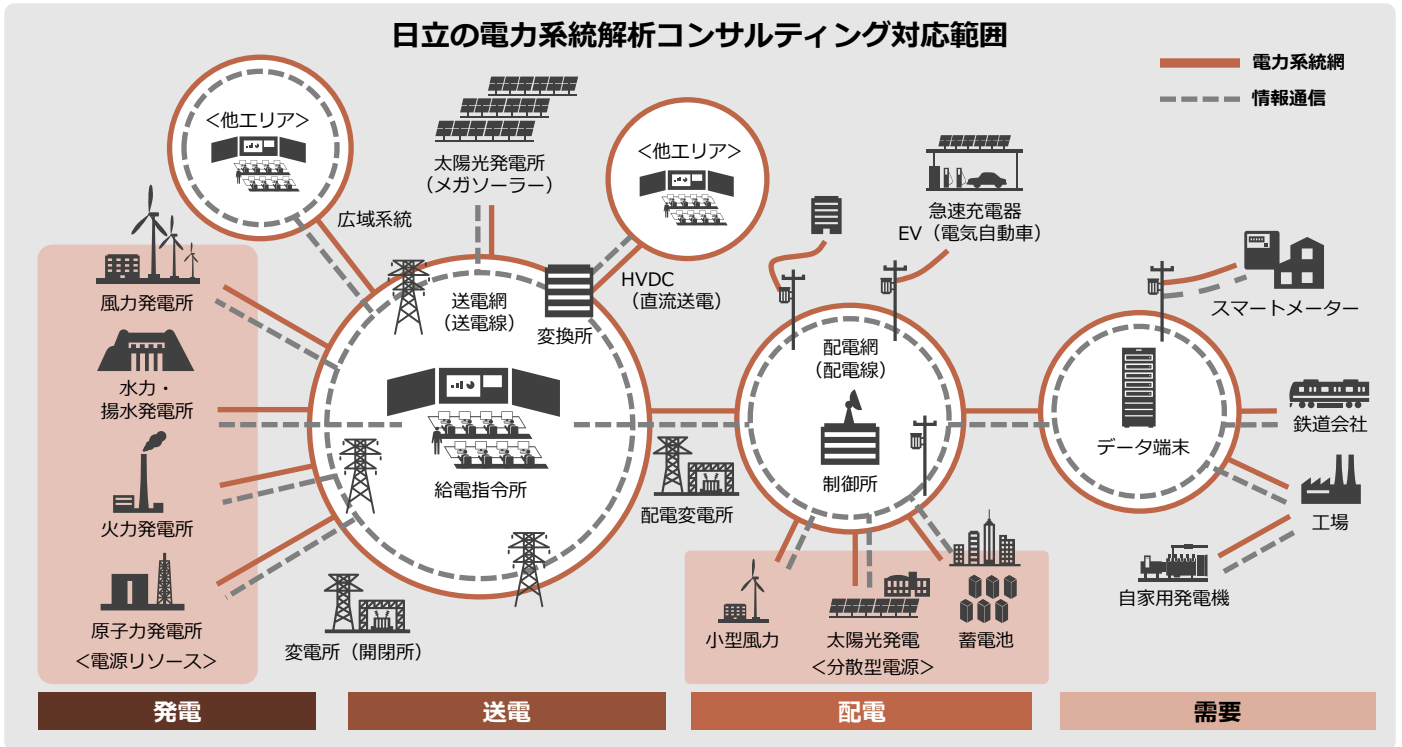 日立の電力系統解析コンサルティング対応範囲
電力系統網
情報通信
<他エリア>
太陽光発電所
（メガソーラー）
<他エリア>
広域系統
急速充電器
EV（電気自動車）
HVDC
（直流送電）
送電網
（送電線）
変換所
風力発電所
水力・
揚水発電所
火力発電所
原子力発電所
<電源リソース>
給電指令所
変電所（開閉所）
配電変電所
配電網
（配電線）
制御所
小型風力
太陽光発電
蓄電池
<分散型電源>
スマートメーター
データ端末
鉄道会社
工場
自家用発電機
発電
送電
配電
需要